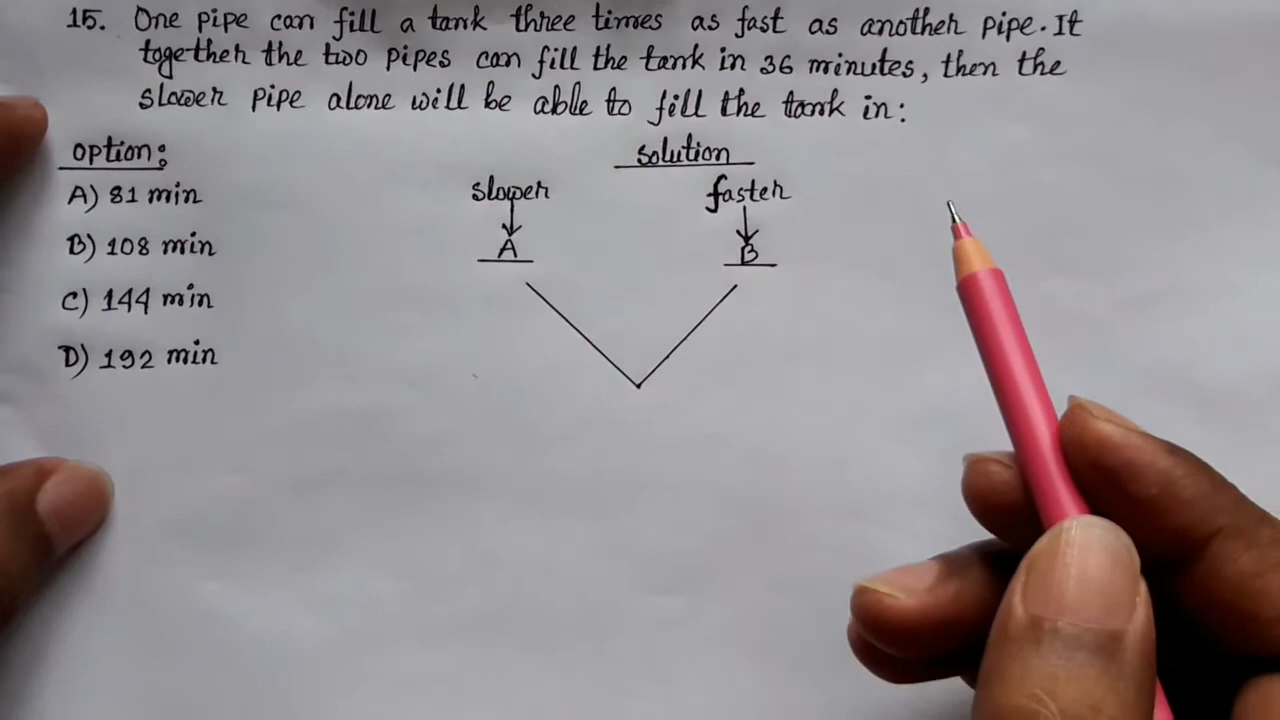 15. One pipe can fill a tank three times as fast as another pipe. It
together the two pipes can fill the tank in 36 minutes, then the
slower pipe alone will be able to fill the tank in:
option:
A) 81 min
B) 108 min
C) 144 min
D) 192 min
solution
slower faster
A B